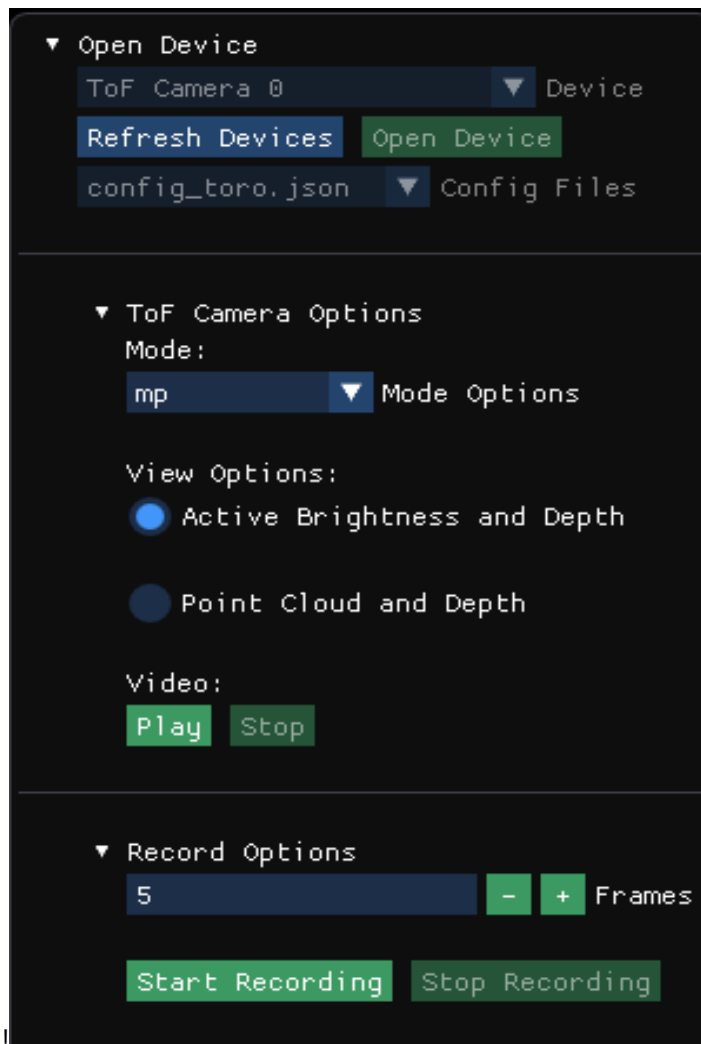 Open Device
ToF Camera 0 Device
Refresh Devices Open Device
config_toro.json Config Files
ToF Camera Options
Mode:
mp Mode Options
View Options:
Active Brightness and Depth
Point Cloud and Depth
Video:
Play Stop
Record Options
5 - + Frames
Start Recording Stop Recording
!